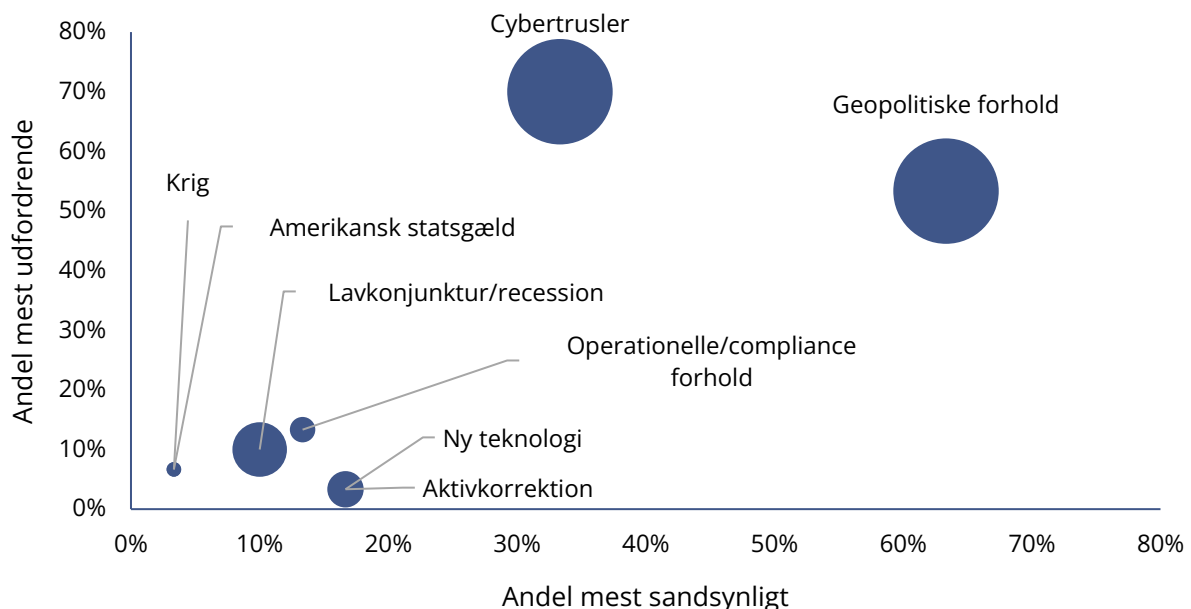 Cybertrusler
80%
70%
Geopolitiske forhold
60%
Krig
50%
Amerikansk statsgæld
40%
Lavkonjunktur/recession
30%
Operationelle/compliance
forhold
20%
Ny teknologi
10%
Aktivkorrektion
0%
0% 10% 20% 30% 40% 50% 60% 70% 80%
Andel mest udfordrende
Andel mest sandsynligt